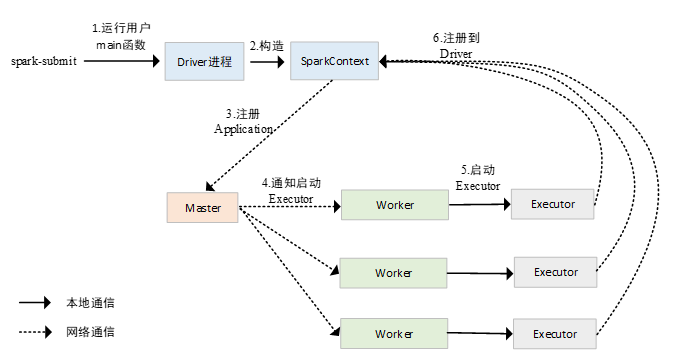 1.运行用户
main函数
spark-submit
Driver进程
2.构造
SparkContext
6.注册到
Driver
3.注册
Application
Master
4.通知启动
Executor
Worker
5.启动
Executor
Executor
Worker
Executor
Worker
Executor
本地通信
网络通信